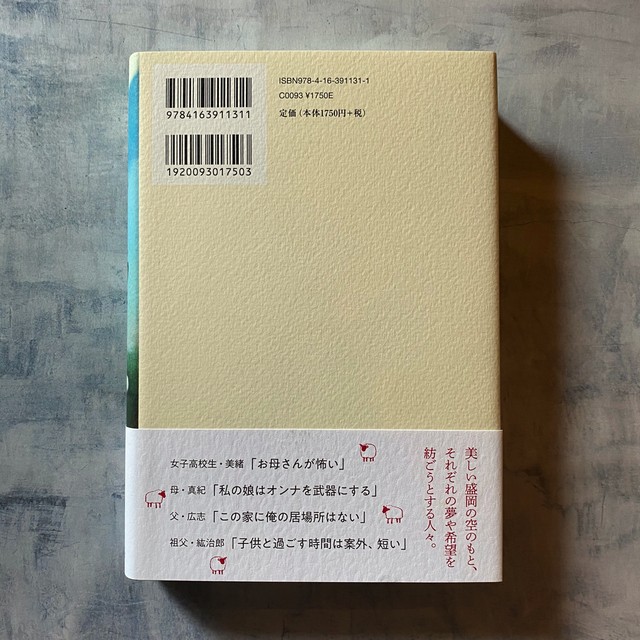 ISBN978-4-16-391131-1
C0093 ¥1750E
定価(本体1750円+税)
9784163911311
1920093017503
女子高校生・美緒「お母さんが怖い」
母・真紀「私の娘はオンナを武器にする」
父・広志「この家に俺の居場所はない」
祖父・紘治郎「子供と過ごす時間は案外、短い」
美しい盛岡の空のもと、
それぞれの夢や希望を
紡ごうとする人々。